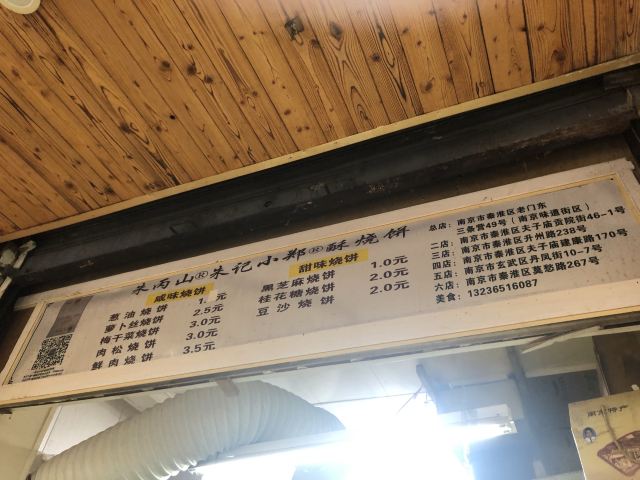 朱丙山®朱记小郑®酥烧饼
咸味烧饼
葱油烧饼 1. 元
萝卜丝烧饼 2.5元
梅干菜烧饼 3.0元
肉松烧饼 3.0元
鲜肉烧饼 3.5元
甜味烧饼
黑芝麻烧饼 1.0元
桂花糖烧饼 2.0元
豆沙烧饼 2.0元
总店：南京市秦淮区老门东
三条营49号（南京味道街区）
二店：南京市秦淮区夫子庙贡院街46-1号
三店：南京市秦淮区升州路238号
四店：南京市秦淮区夫子庙建康路170号
五店：南京市玄武区丹凤街10-7号
六店：南京市秦淮区莫愁路267号
美食：13236516087
南京特产